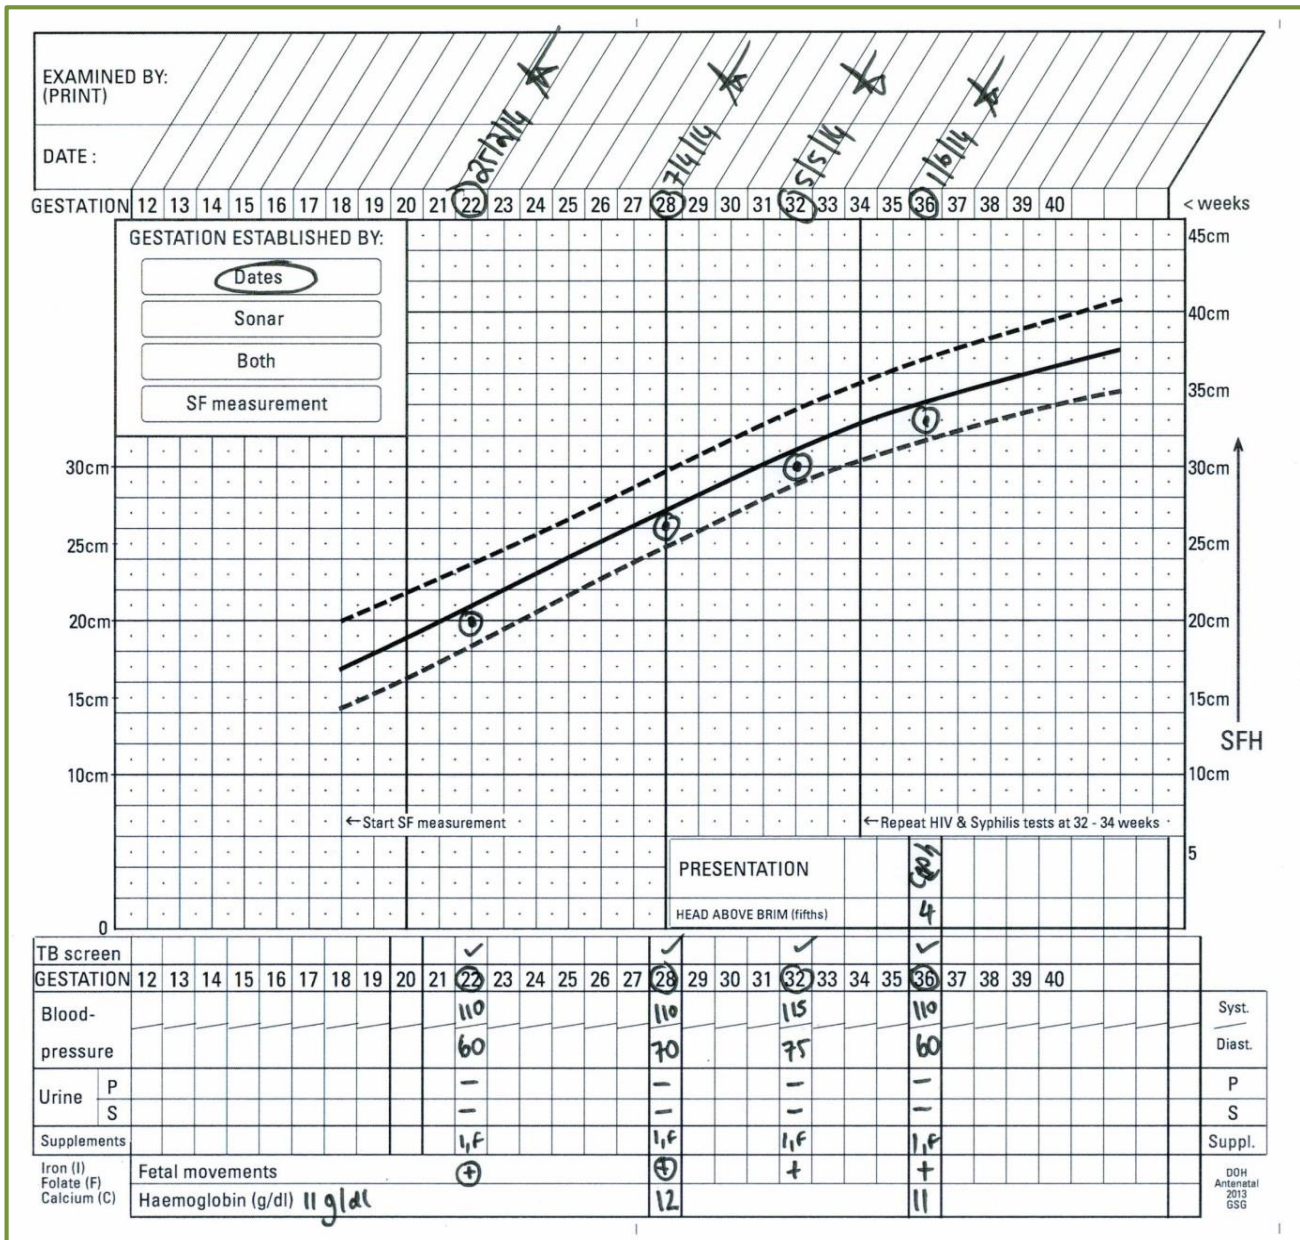 EXAMINED BY:
(PRINT)
DATE :
25/2/14 7/4/14 5/5/14 1/6/14
GESTATION 12 13 14 15 16 17 18 19 20 21 22 23 24 25 26 27 28 29 30 31 32 33 34 35 36 37 38 39 40 < weeks
GESTATION ESTABLISHED BY:
Dates
Sonar
Both
SF measurement
45cm
40cm
35cm
30cm 30cm
25cm 25cm
20cm 20cm
15cm 15cm
SFH
10cm 10cm
←Start SF measurement ←Repeat HIV & Syphilis tests at 32 - 34 weeks
5
PRESENTATION
HEAD ABOVE BRIM (fifths) 4
0
TB screen ✓ ✓ ✓ ✓
GESTATION 12 13 14 15 16 17 18 19 20 21 22 23 24 25 26 27 28 29 30 31 32 33 34 35 36 37 38 39 40
Blood- 110 110 115 110 Syst.
pressure 60 70 75 60 Diast.
Urine P - - - - P
S - - - - S
Supplements I,F I,F I,F I,F Suppl.
Iron (I)
Folate (F)
Calcium (C)
Fetal movements + + + +
Haemoglobin (g/dl) 11 g/dl 12 11
DOH
Antenatal
2013
GSG